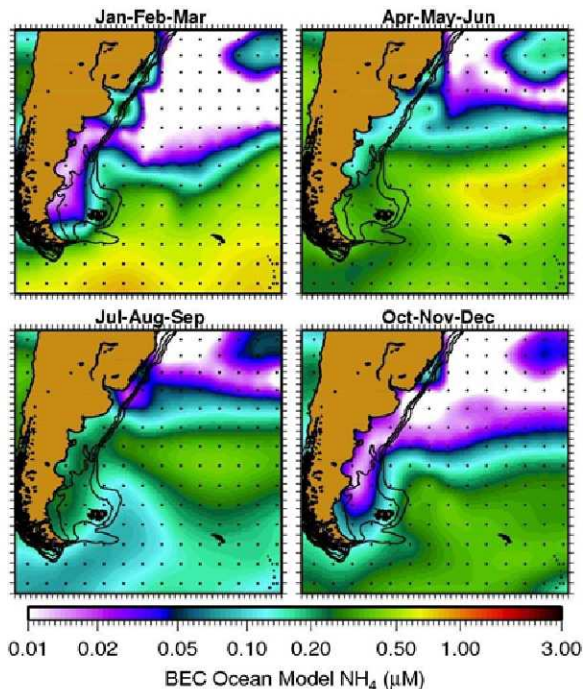 Jan-Feb-Mar
Apr-May-Jun
Jul-Aug-Sep
Oct-Nov-Dec
0.01 0.02 0.05 0.10 0.20 0.50 1.00 3.00
BEC Ocean Model NH₄ (μM)